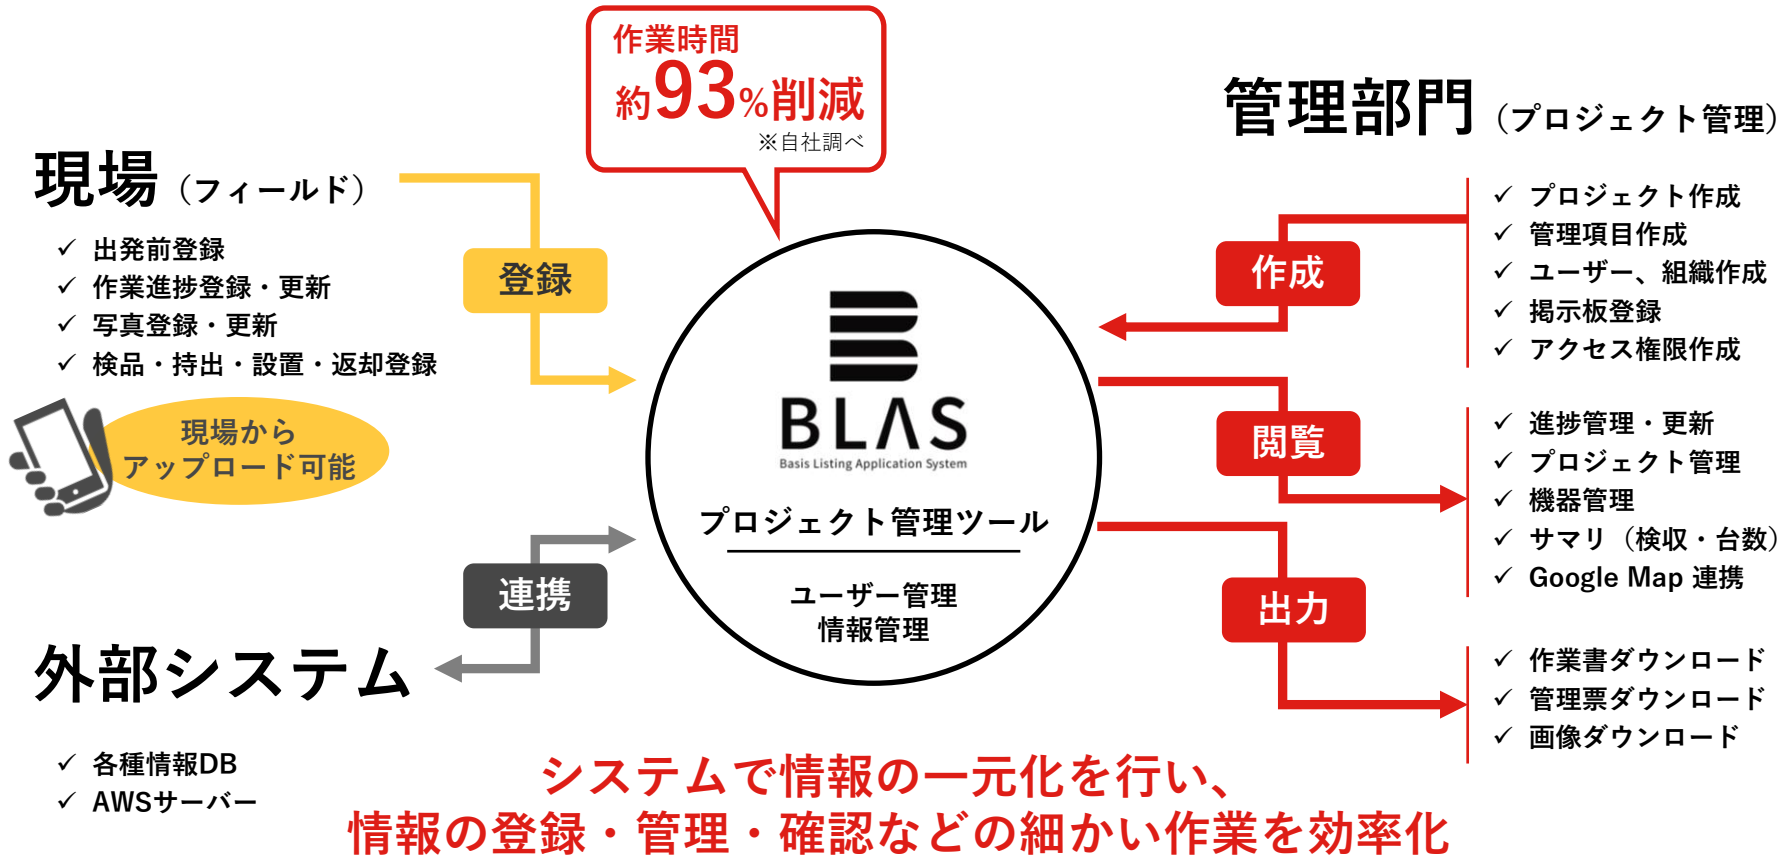 作業時間
約93%削減
※自社調べ
現場（フィールド）
出発前登録
作業進捗登録・更新
写真登録・更新
検品・持出・設置・返却登録
現場から
アップロード可能
登録
外部システム
各種情報DB
AWSサーバー
連携
BLAS
Basis Listing Application System
プロジェクト管理ツール
ユーザー管理
情報管理
管理部門（プロジェクト管理）
作成
プロジェクト作成
管理項目作成
ユーザー、組織作成
掲示板登録
アクセス権限作成
閲覧
進捗管理・更新
プロジェクト管理
機器管理
サマリ（検収・台数）
Google Map 連携
出力
作業書ダウンロード
管理票ダウンロード
画像ダウンロード
システムで情報の一元化を行い、
情報の登録・管理・確認などの細かい作業を効率化